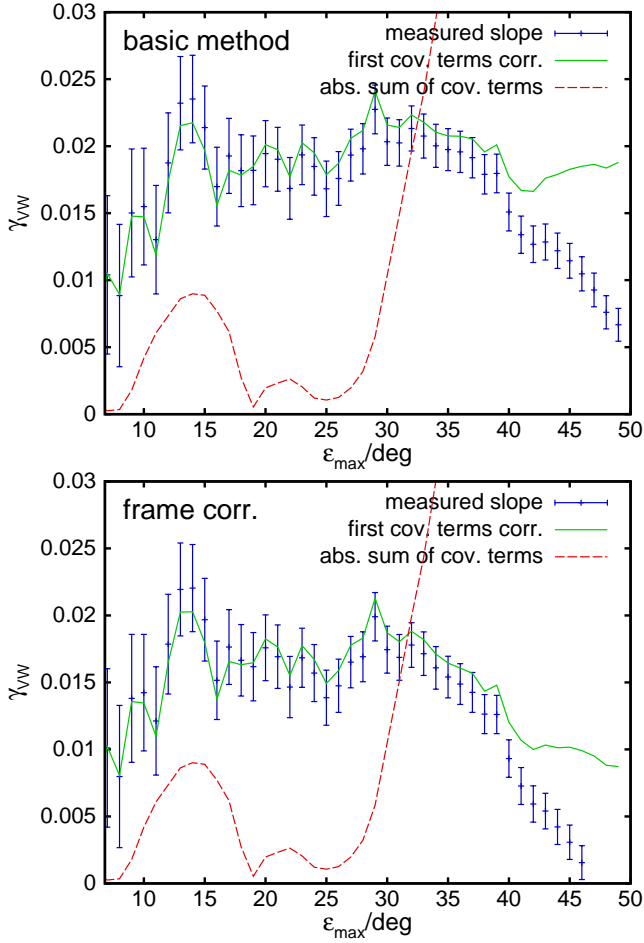 basic method
measured slope
first cov. terms corr.
abs. sum of cov. terms
γVW
0.03
0.025
0.02
0.015
0.01
0.005
0
10 15 20 25 30 35 40 45 50
εmax/deg
frame corr.
measured slope
first cov. terms corr.
abs. sum of cov. terms
γVW
0.03
0.025
0.02
0.015
0.01
0.005
0
10 15 20 25 30 35 40 45 50
εmax/deg